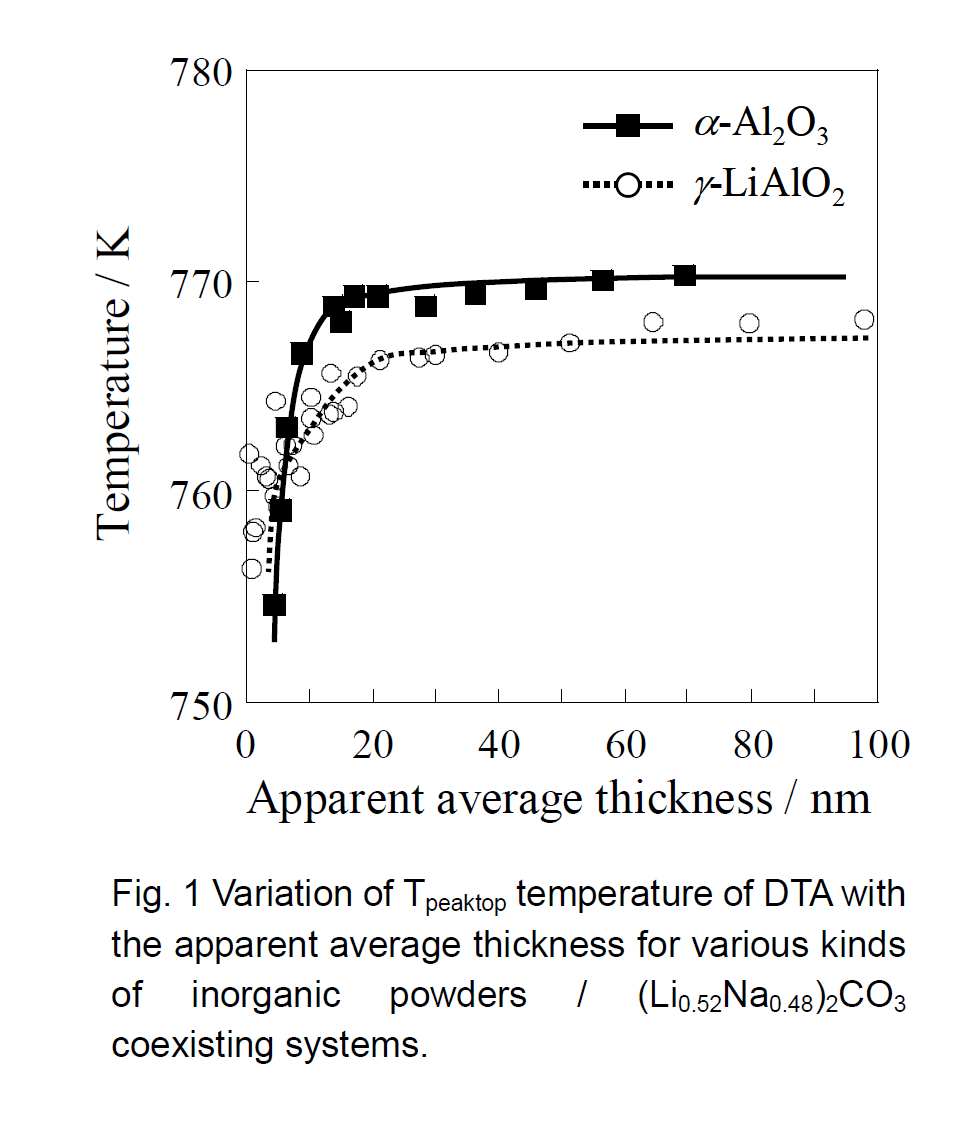 780
α-Al₂O₃
γ-LiAlO₂
770
760
750
Temperature / K
0 20 40 60 80 100
Apparent average thickness / nm
Fig. 1 Variation of Tpeaktop temperature of DTA with
the apparent average thickness for various kinds
of inorganic powders / (Li₀.₅₂Na₀.₄₈)₂CO₃
coexisting systems.